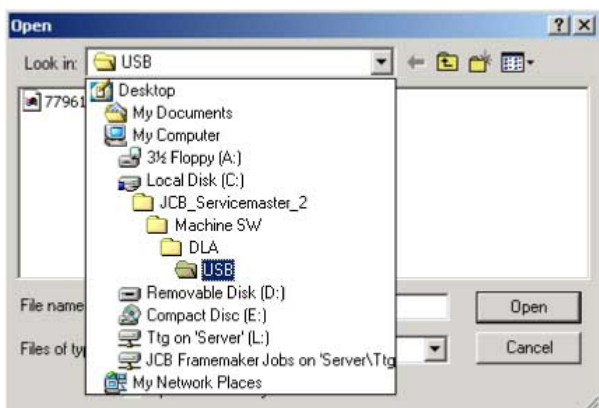 Open
Look in: USB
77961
Desktop
My Documents
My Computer
3½ Floppy (A:)
Local Disk (C:)
JCB_Servicemaster_2
Machine SW
DLA
USB
Removable Disk (D:)
Compact Disc (E:)
Ttg on 'Server' (L:)
JCB Framemaker Jobs on 'Server\Ttg
My Network Places
File name
Open
Files of ty
Cancel